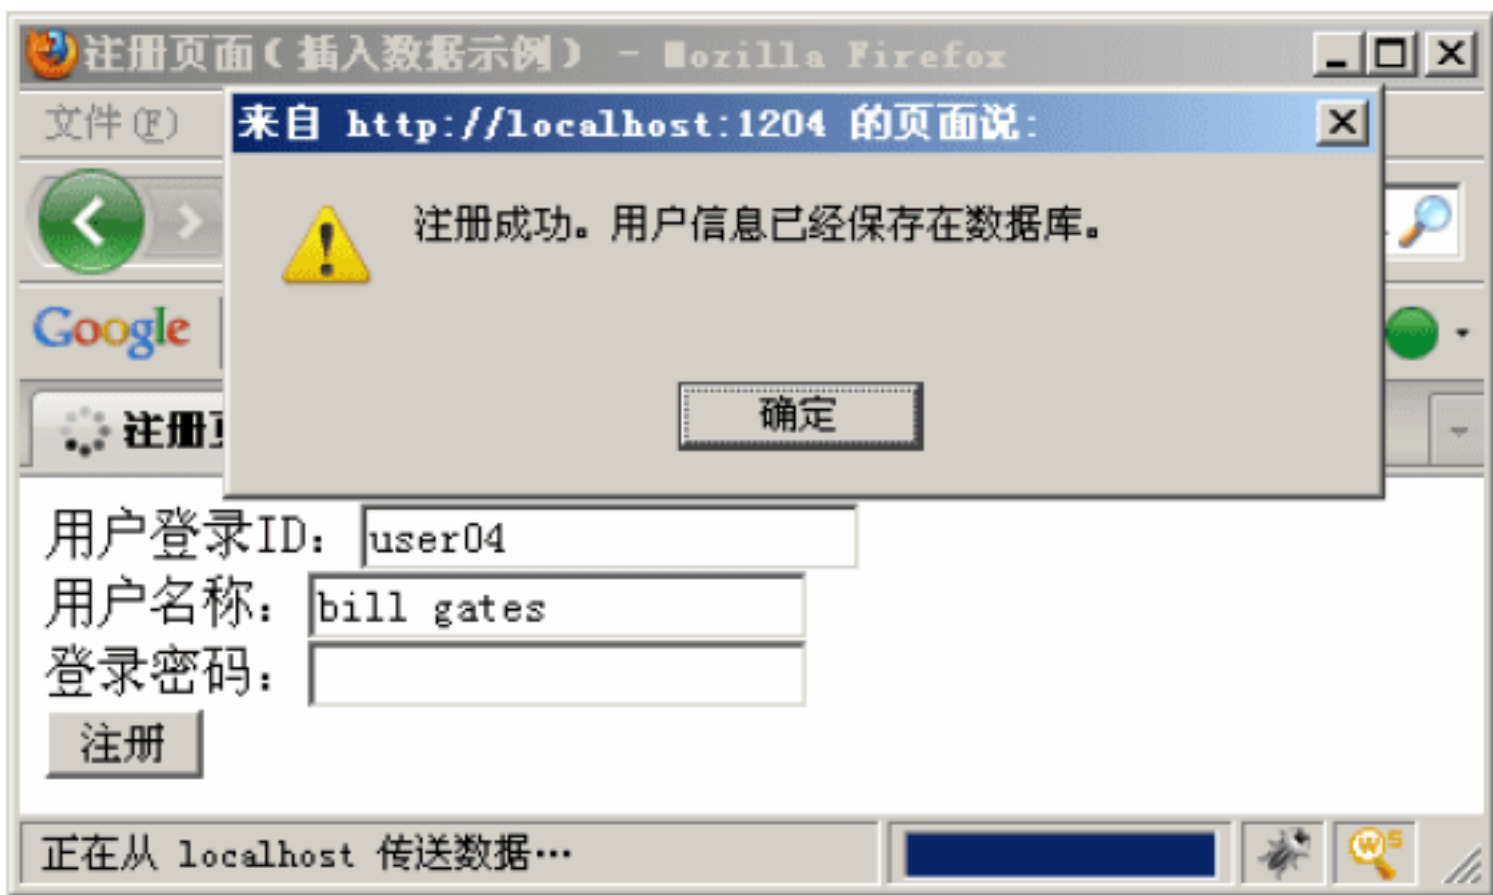 注册页面(插入数据示例) - Mozilla Firefox
文件(F)
来自 http://localhost:1204 的页面说:
注册成功。用户信息已经保存在数据库。
Google
确定
注册
用户登录ID: user04
用户名称: bill gates
登录密码:
注册
正在从 localhost 传送数据…